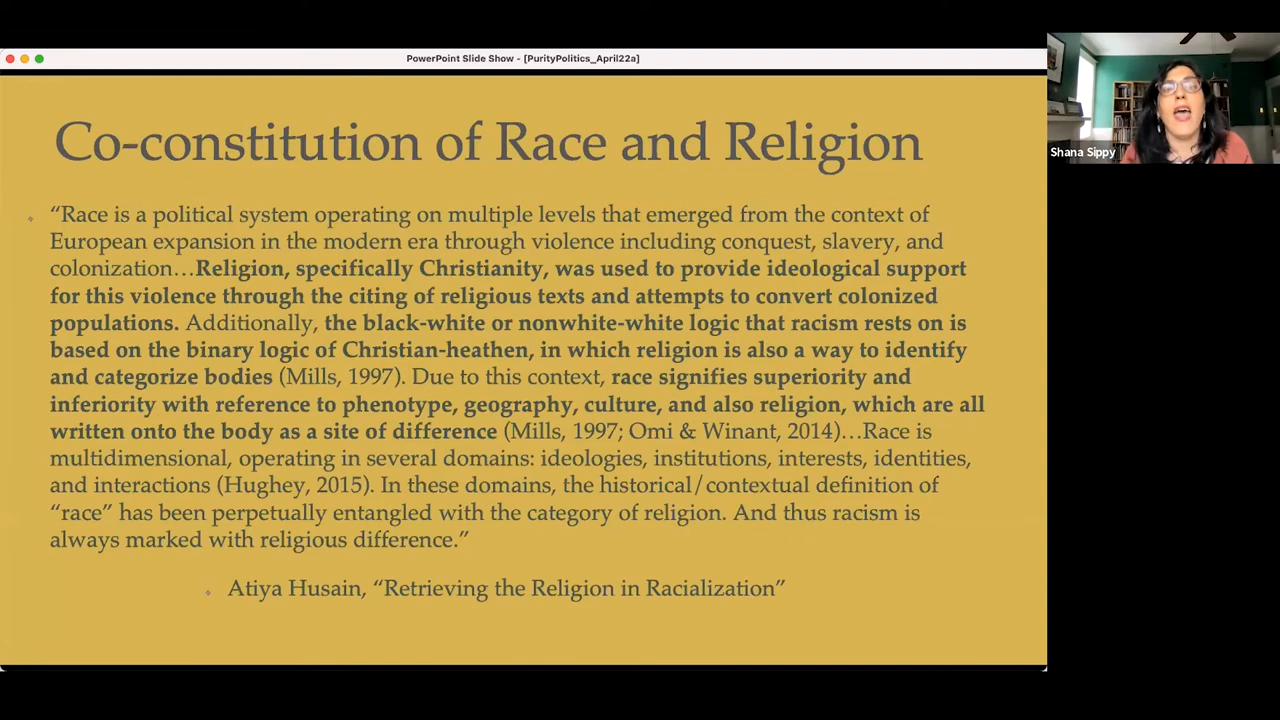 PowerPoint Slide Show - [PurityPolitics_April22a]
Co-constitution of Race and Religion
“Race is a political system operating on multiple levels that emerged from the context of
European expansion in the modern era through violence including conquest, slavery, and
colonization…Religion, specifically Christianity, was used to provide ideological support
for this violence through the citing of religious texts and attempts to convert colonized
populations. Additionally, the black-white or nonwhite-white logic that racism rests on is
based on the binary logic of Christian-heathen, in which religion is also a way to identify
and categorize bodies (Mills, 1997). Due to this context, race signifies superiority and
inferiority with reference to phenotype, geography, culture, and also religion, which are all
written onto the body as a site of difference (Mills, 1997; Omi & Winant, 2014)…Race is
multidimensional, operating in several domains: ideologies, institutions, interests, identities,
and interactions (Hughey, 2015). In these domains, the historical/contextual definition of
“race” has been perpetually entangled with the category of religion. And thus racism is
always marked with religious difference.”
Atiya Husain, “Retrieving the Religion in Racialization”
Shana Sippy